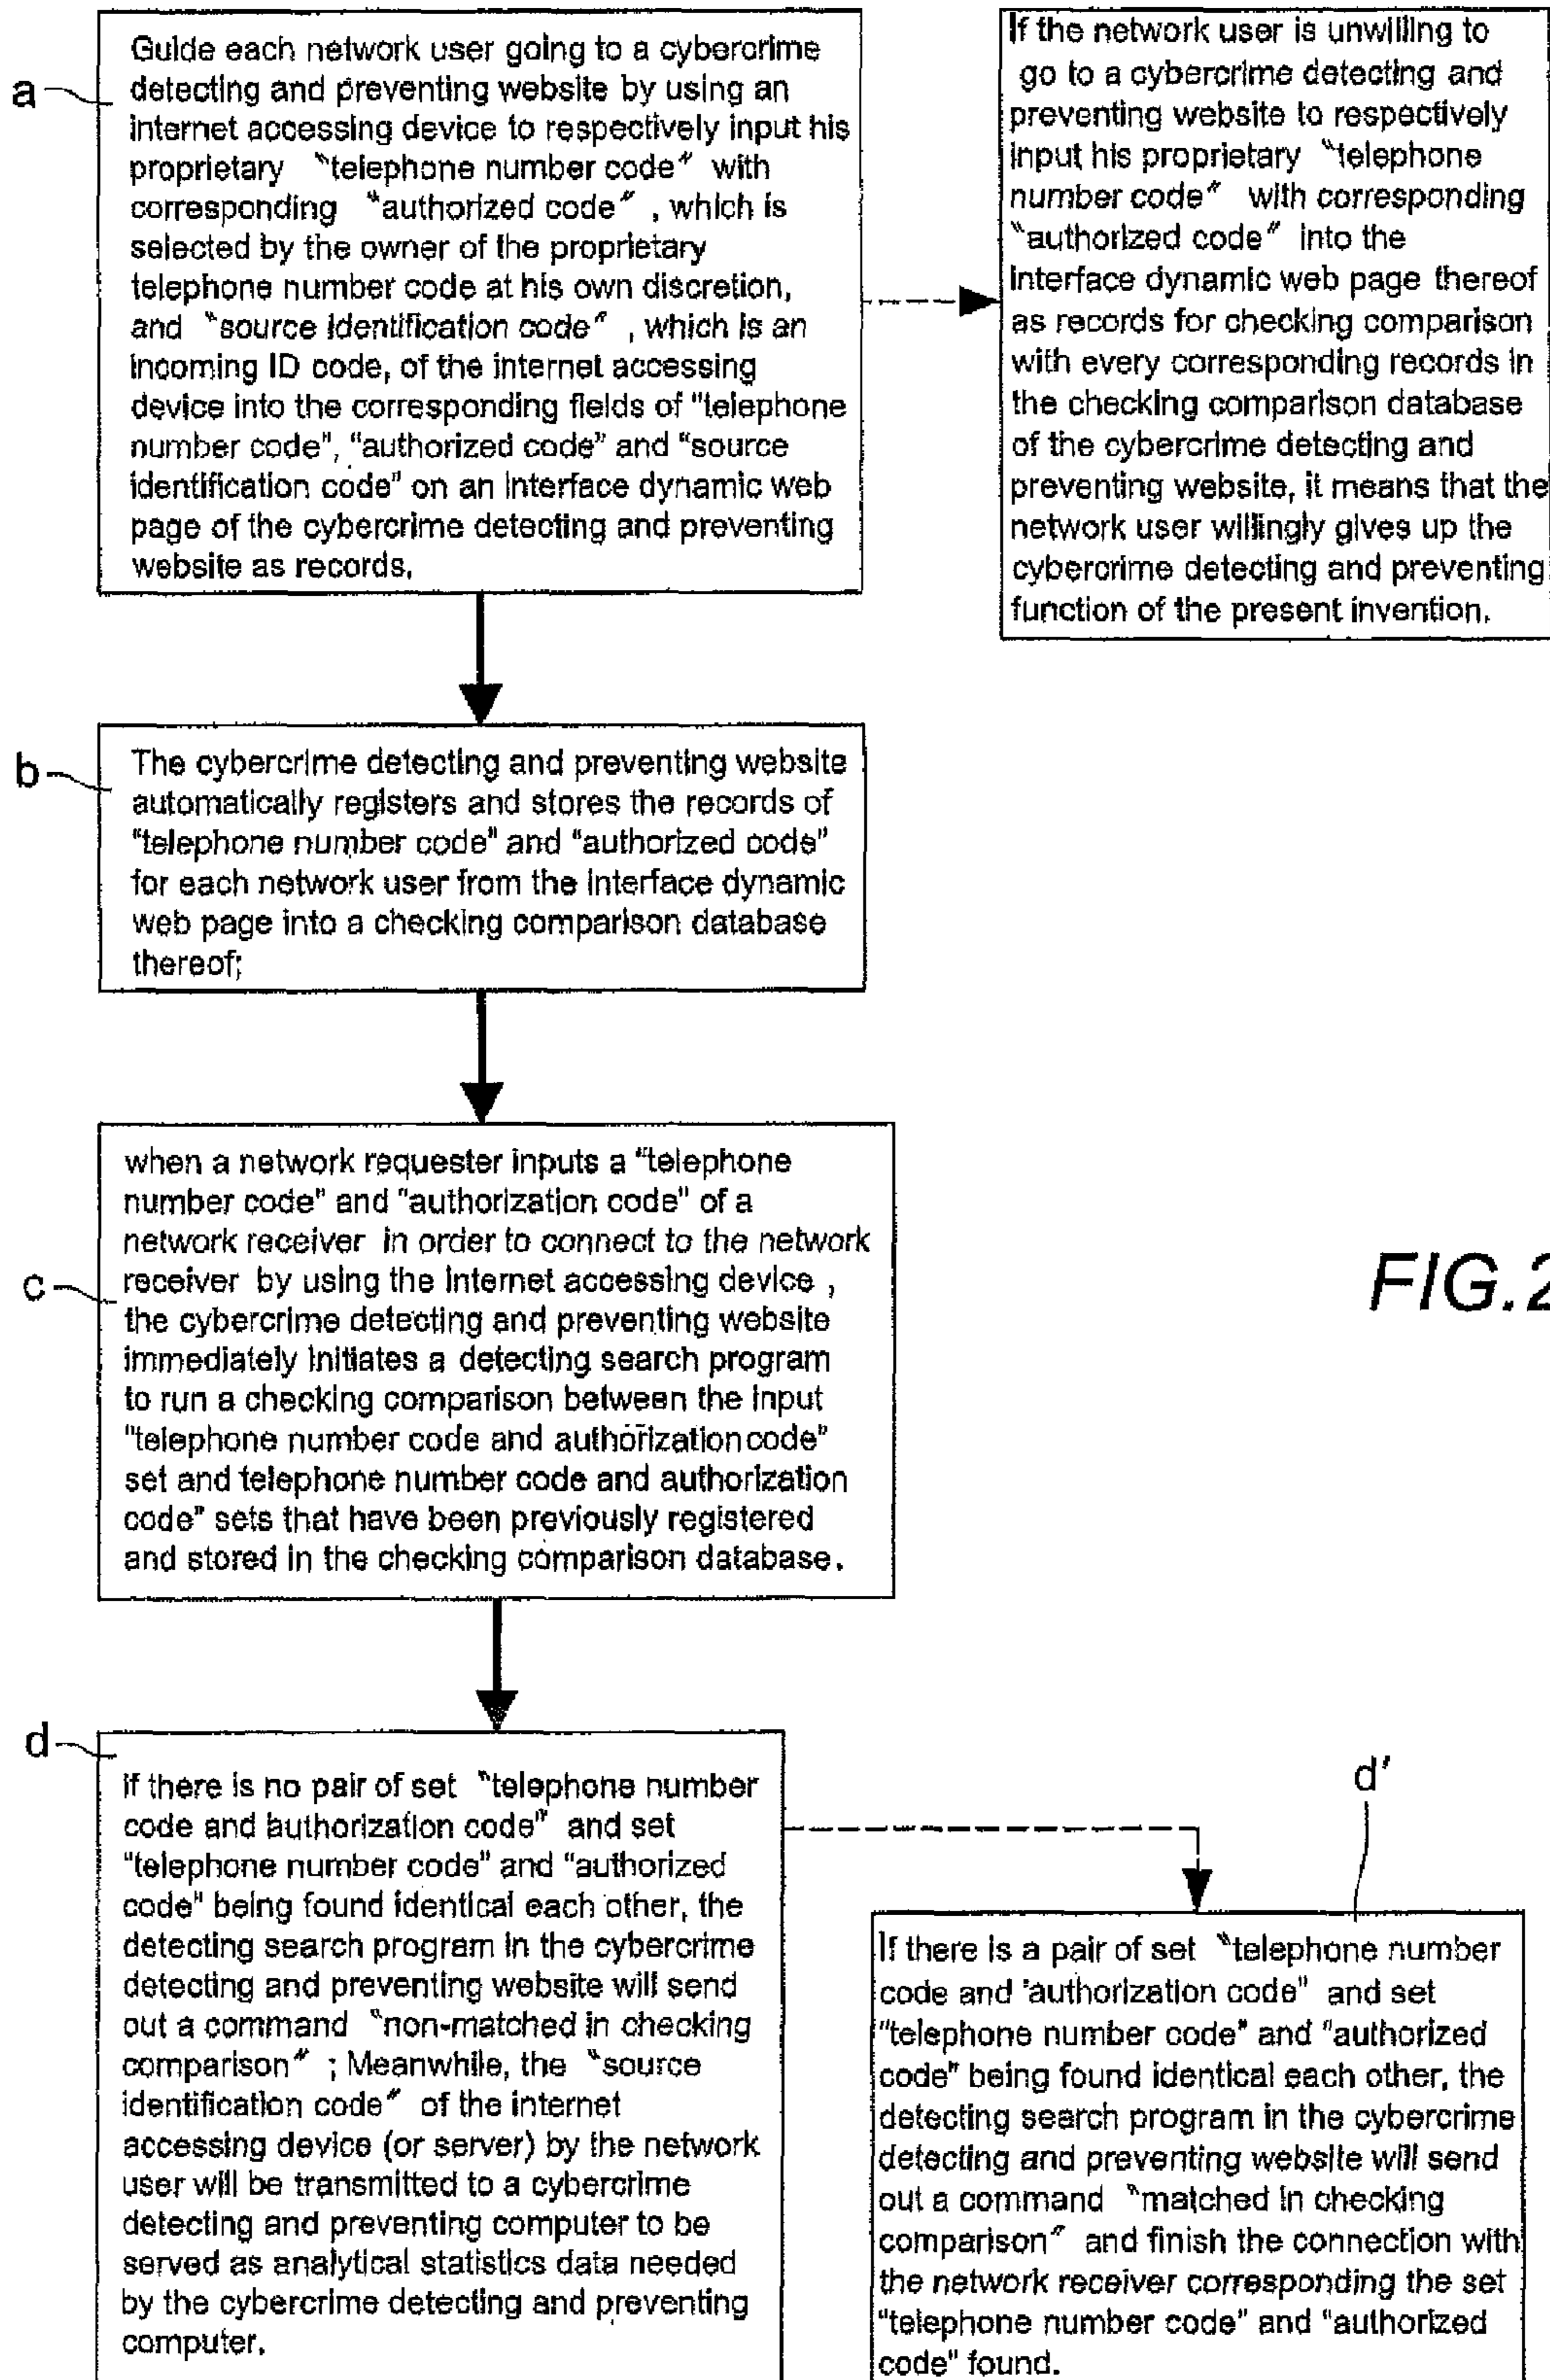 a
Guide each network user going to a cybercrime
detecting and preventing website by using an
internet accessing device to respectively input his
proprietary "telephone number code" with
corresponding "authorized code" , which is
selected by the owner of the proprietary
telephone number code at his own discretion,
and "source identification code" , which is an
incoming ID code, of the internet accessing
device into the corresponding fields of "telephone
number code", "authorized code" and "source
identification code" on an interface dynamic web
page of the cybercrime detecting and preventing
website as records.
If the network user is unwilling to
go to a cybercrime detecting and
preventing website to respectively
input his proprietary "telephone
number code" with corresponding
"authorized code" into the
interface dynamic web page thereof
as records for checking comparison
with every corresponding records in
the checking comparison database
of the cybercrime detecting and
preventing website, it means that the
network user willingly gives up the
cybercrime detecting and preventing
function of the present invention.
b
The cybercrime detecting and preventing website
automatically registers and stores the records of
"telephone number code" and "authorized code"
for each network user from the interface dynamic
web page into a checking comparison database
thereof;
c
when a network requester inputs a "telephone
number code" and "authorization code" of a
network receiver in order to connect to the network
receiver by using the internet accessing device ,
the cybercrime detecting and preventing website
immediately initiates a detecting search program
to run a checking comparison between the input
"telephone number code and authorization code"
set and telephone number code and authorization
code" sets that have been previously registered
and stored in the checking comparison database.
FIG.2
d
if there is no pair of set "telephone number
code and authorization code" and set
"telephone number code" and "authorized
code" being found identical each other, the
detecting search program in the cybercrime
detecting and preventing website will send
out a command "non-matched in checking
comparison" ; Meanwhile, the "source
identification code" of the internet
accessing device (or server) by the network
user will be transmitted to a cybercrime
detecting and preventing computer to be
served as analytical statistics data needed
by the cybercrime detecting and preventing
computer.
d'
If there is a pair of set "telephone number
code and 'authorization code" and set
"telephone number code" and "authorized
code" being found identical each other, the
detecting search program in the cybercrime
detecting and preventing website will send
out a command "matched in checking
comparison" and finish the connection with
the network receiver corresponding the set
"telephone number code" and "authorized
code" found.